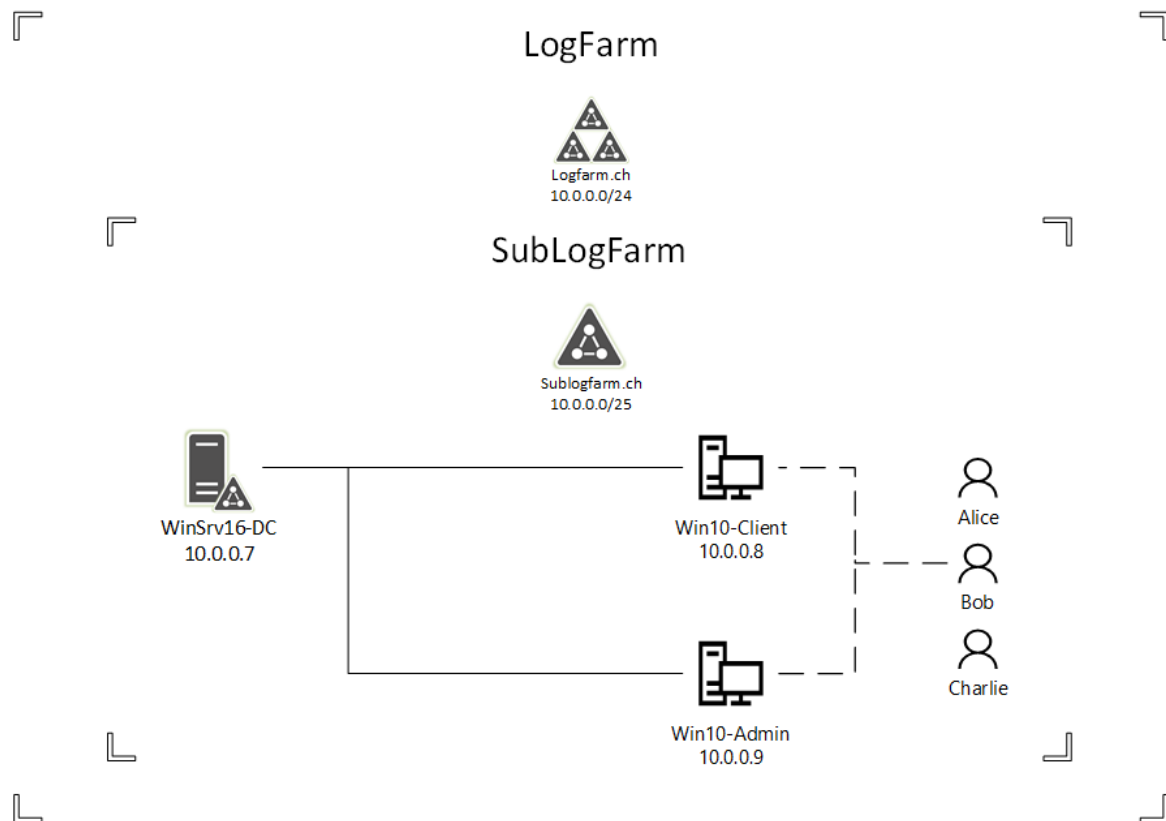 LogFarm
Logfarm.ch
10.0.0.0/24
SubLogFarm
Sublogfarm.ch
10.0.0.0/25
WinSrv16-DC
10.0.0.7
Win10-Client
10.0.0.8
Alice
Bob
Charlie
Win10-Admin
10.0.0.9